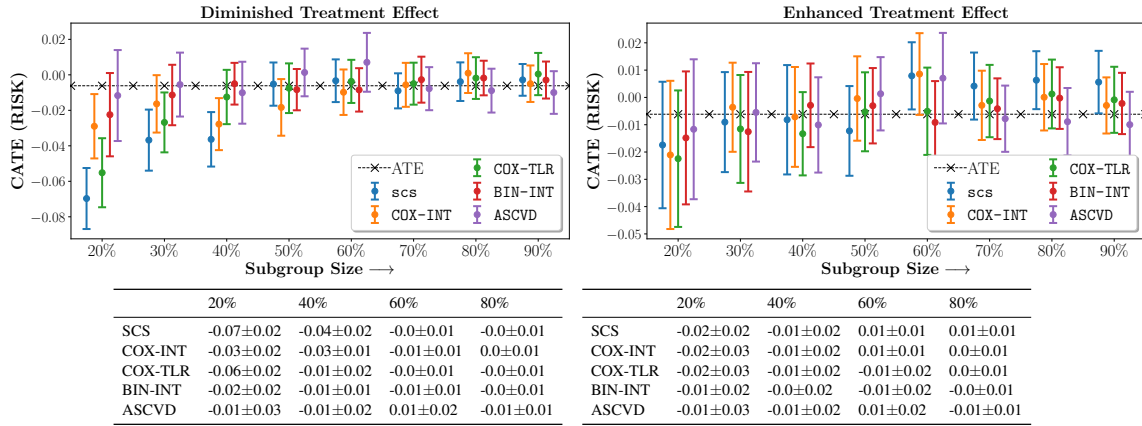 Diminished Treatment Effect
CATE (RISK)
0.02
0.00
−0.02
−0.04
−0.06
−0.08
ATE
SCS
COX-INT
COX-TLR
BIN-INT
ASCVD
20% 30% 40% 50% 60% 70% 80% 90%
Subgroup Size →
20% 40% 60% 80%
SCS -0.07±0.02 -0.04±0.02 -0.0±0.01 -0.0±0.01
COX-INT -0.03±0.02 -0.03±0.01 -0.01±0.01 0.0±0.01
COX-TLR -0.06±0.02 -0.01±0.02 -0.0±0.01 -0.0±0.01
BIN-INT -0.02±0.02 -0.01±0.01 -0.01±0.01 -0.0±0.01
ASCVD -0.01±0.03 -0.01±0.02 0.01±0.02 -0.01±0.01
Enhanced Treatment Effect
CATE (RISK)
0.02
0.01
0.00
−0.01
−0.02
−0.03
−0.04
−0.05
ATE
SCS
COX-INT
COX-TLR
BIN-INT
ASCVD
20% 30% 40% 50% 60% 70% 80% 90%
Subgroup Size →
20% 40% 60% 80%
SCS -0.02±0.02 -0.01±0.02 0.01±0.01 0.01±0.01
COX-INT -0.02±0.03 -0.01±0.02 0.01±0.01 0.0±0.01
COX-TLR -0.02±0.03 -0.01±0.02 -0.01±0.02 0.0±0.01
BIN-INT -0.01±0.02 -0.0±0.02 -0.01±0.02 -0.0±0.01
ASCVD -0.01±0.03 -0.01±0.02 0.01±0.02 -0.01±0.01